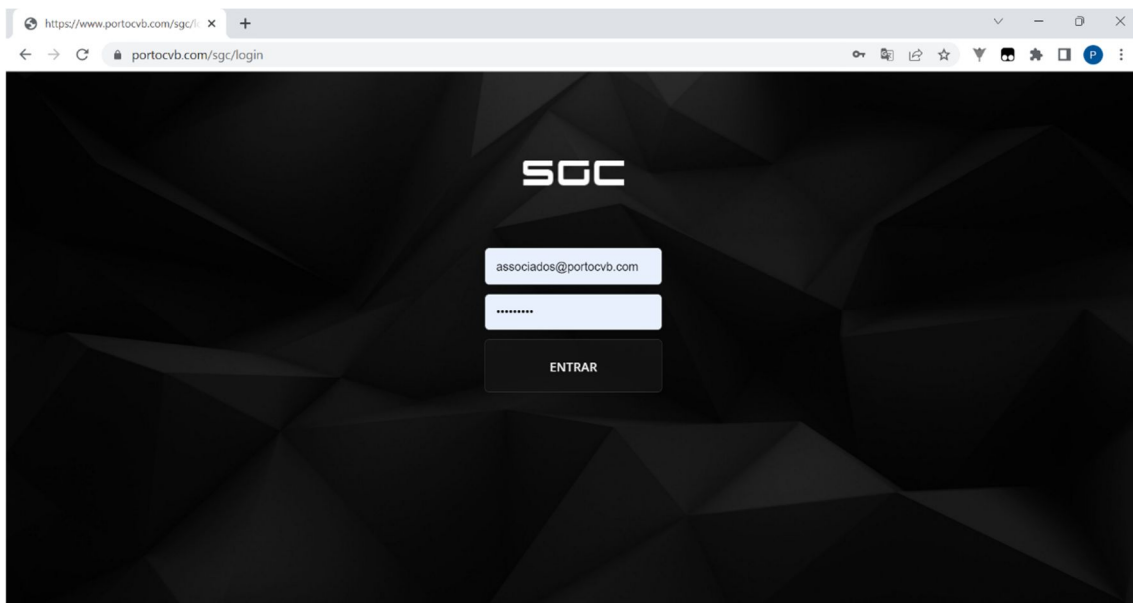 https://www.portocvb.com/sgc/l
portocvb.com/sgc/login
P
SGC
associados@portocvb.com
•••••••••
ENTRAR